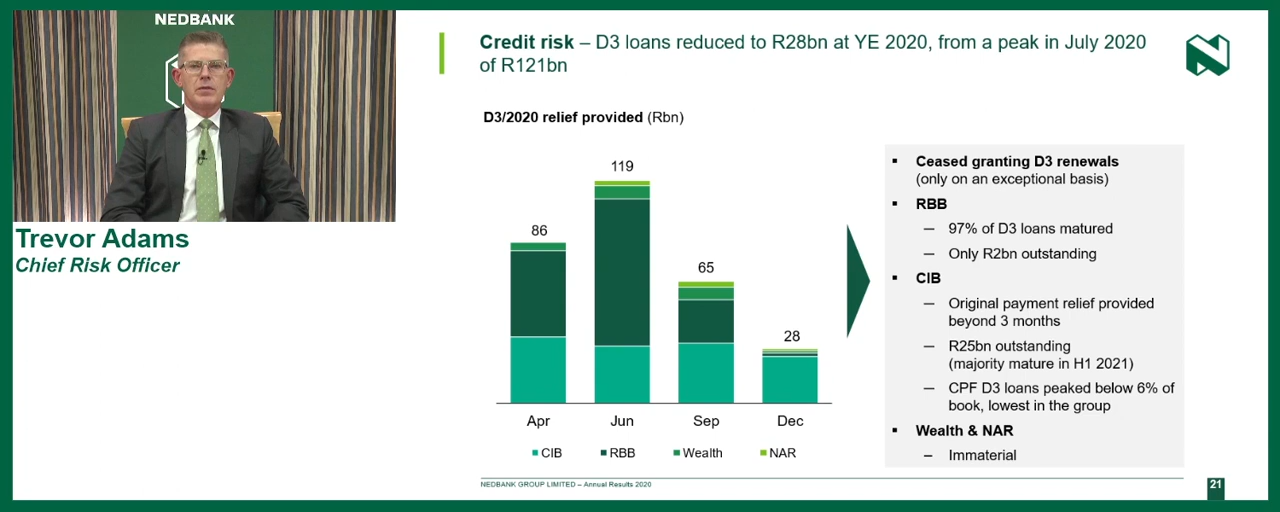 NEDBANK
Trevor Adams
Chief Risk Officer
Credit risk – D3 loans reduced to R28bn at YE 2020, from a peak in July 2020
of R121bn
D3/2020 relief provided (Rbn)
119
86
65
28
Apr Jun Sep Dec
CIB RBB Wealth NAR
▪ Ceased granting D3 renewals
(only on an exceptional basis)
▪ RBB
– 97% of D3 loans matured
– Only R2bn outstanding
▪ CIB
– Original payment relief provided
beyond 3 months
– R25bn outstanding
(majority mature in H1 2021)
– CPF D3 loans peaked below 6% of
book, lowest in the group
▪ Wealth & NAR
– Immaterial
NEDBANK GROUP LIMITED – Annual Results 2020
21